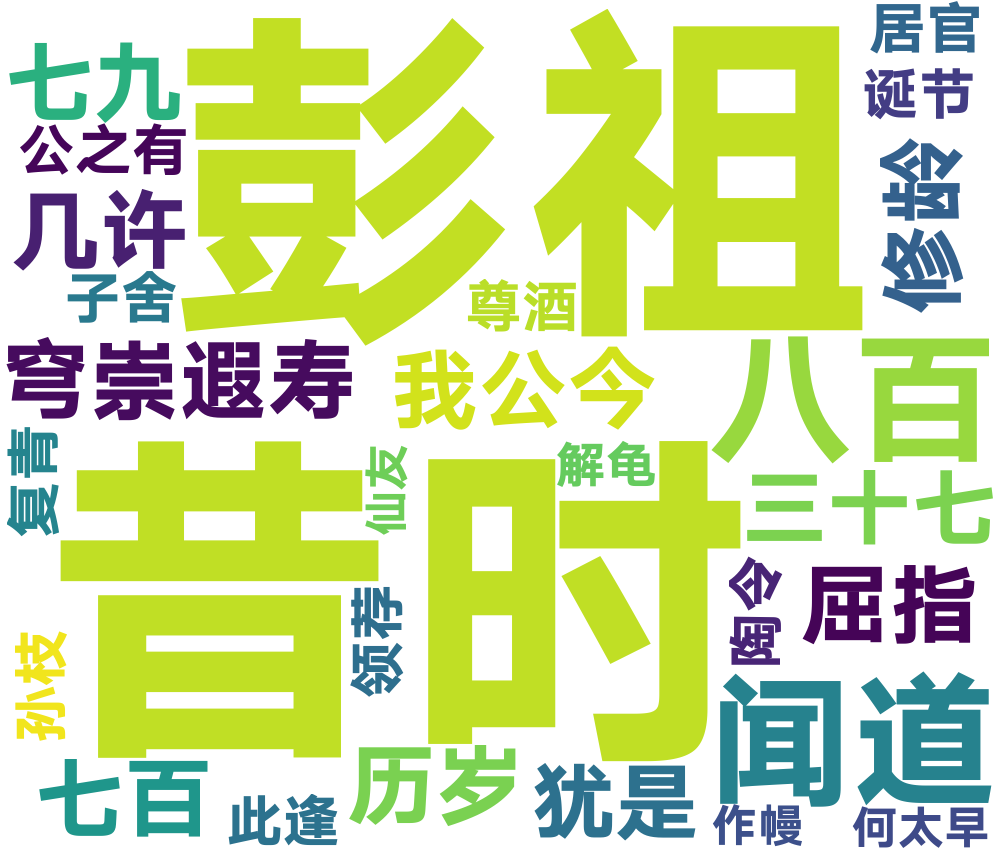 彭祖
居官
七九
诞节
公之有
修龄
几许
子舍
尊酒
穹崇遐寿
我公今
八百
复青
仙友
昔时
解龟
三十七
陶令
屈指
领荐
孙枝
闻道
七百
历岁
此逢
犹是
作幔
何太早